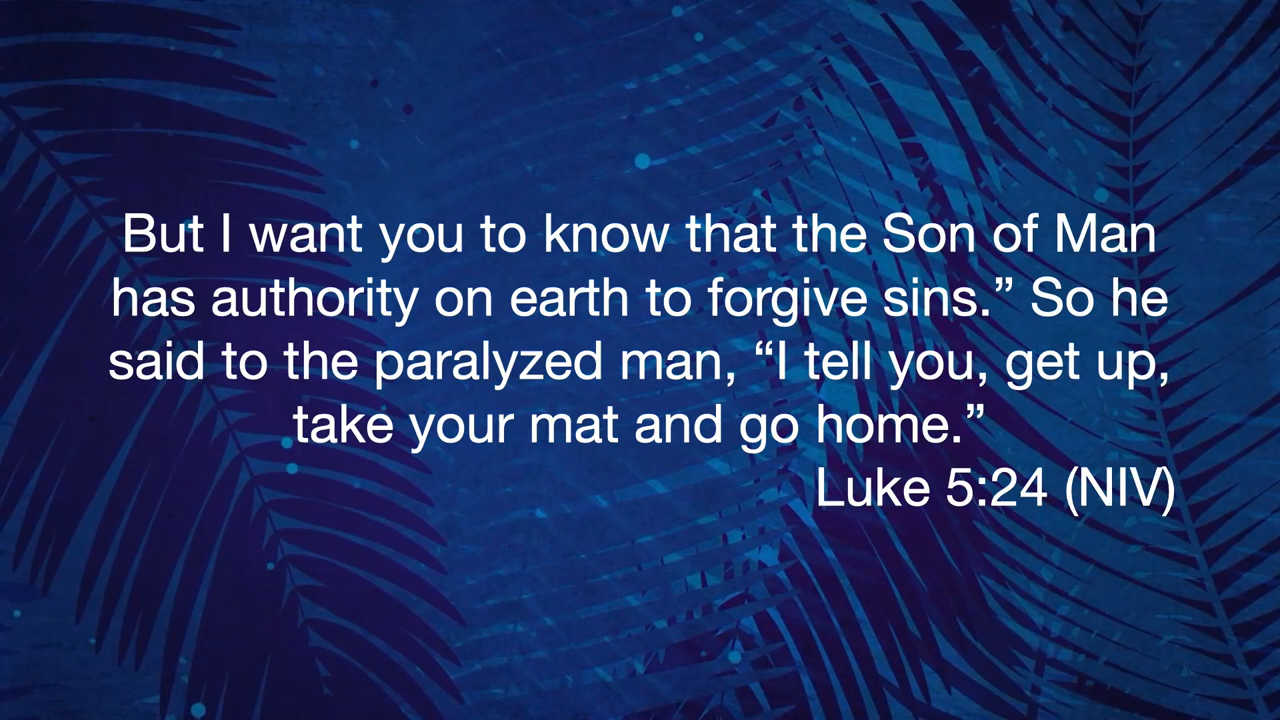 But I want you to know that the Son of Man
has authority on earth to forgive sins.” So he
said to the paralyzed man, “I tell you, get up,
take your mat and go home.”
Luke 5:24 (NIV)